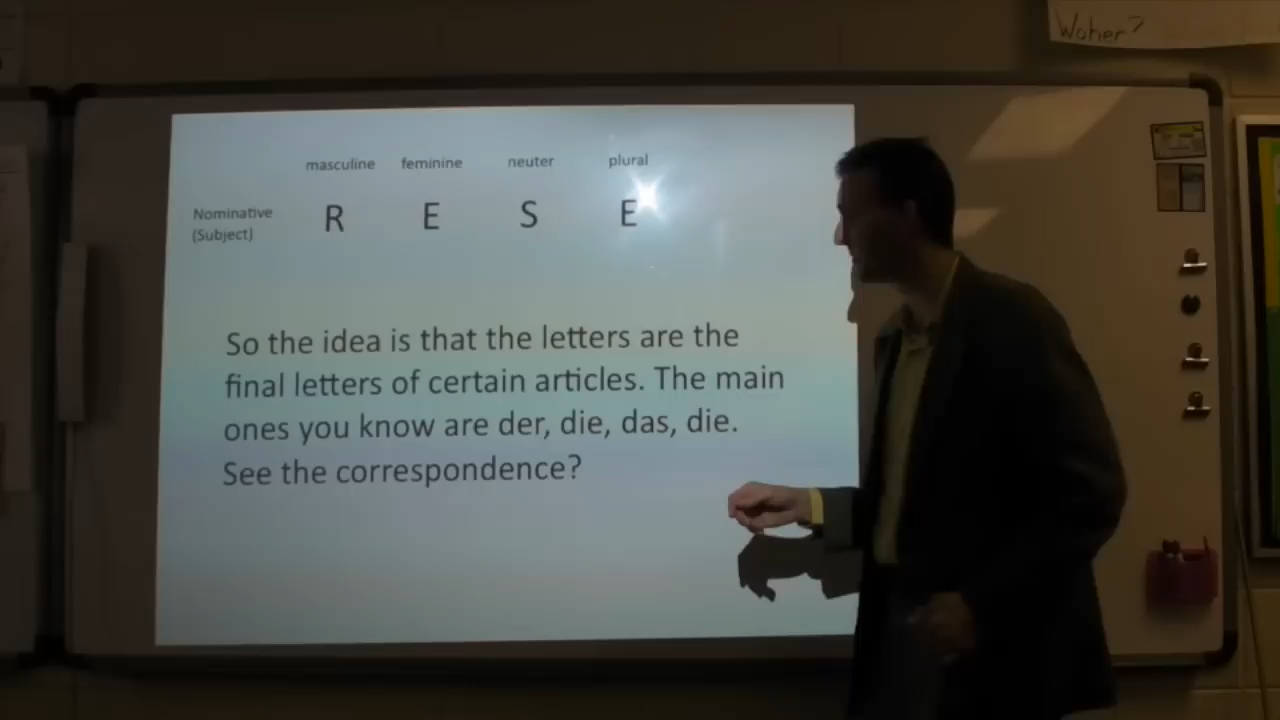 Woher?
masculine feminine neuter plural
Nominative R E S E
(Subject)
So the idea is that the letters are the
final letters of certain articles. The main
ones you know are der, die, das, die.
See the correspondence?